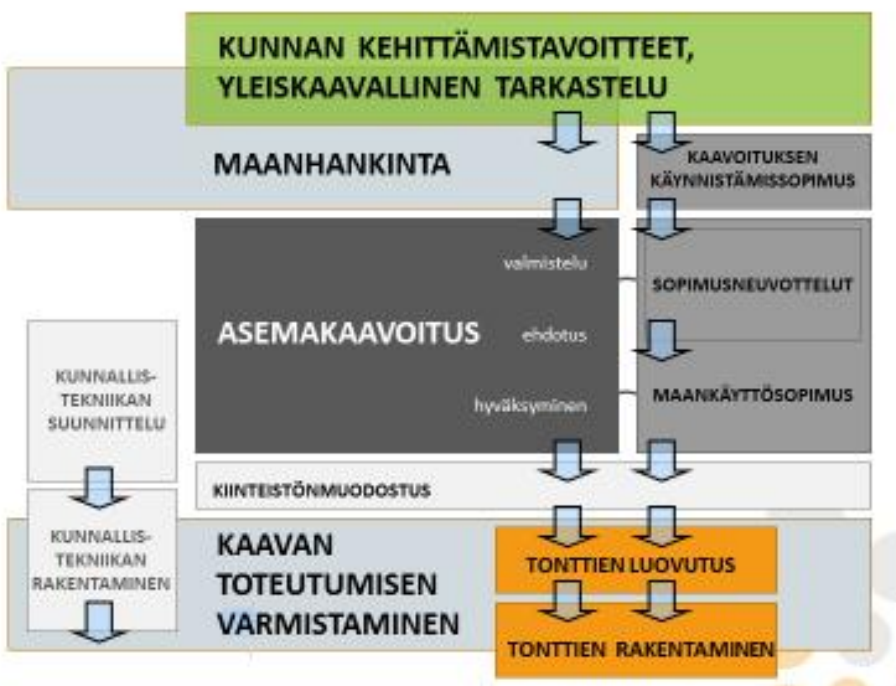 KUNNAN KEHITTÄMISTAVOITTEET,
YLEISKAAVALLINEN TARKASTELU
MAANHANKINTA
KAAVOITUKSEN
KÄYNNISTÄMISSOPIMUS
ASEMAKAAVOITUS
valmistelu
ehdotus
hyväksyminen
SOPIMUSNEUVOTTELUT
MAANKÄYTTÖSOPIMUS
KUNNALLIS-
TEKNIIKAN
SUUNNITTELU
KIINTEISTÖNMUODOSTUS
KUNNALLIS-
TEKNIIKAN
RAKENTAMINEN
KAAVAN
TOTEUTUMISEN
VARMISTAMINEN
TONTTIEN LUOVUTUS
TONTTIEN RAKENTAMINEN